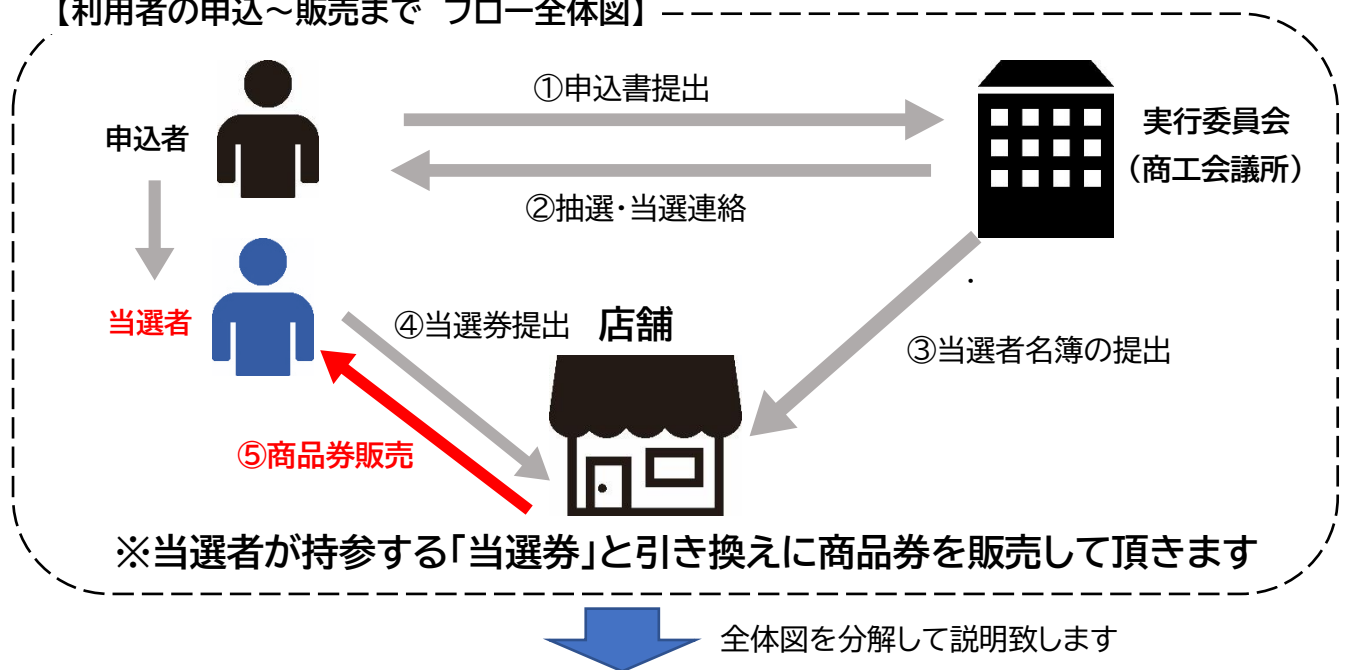 【利用者の申込~販売まで フロー全体図】
①申込書提出
申込者
実行委員会
(商工会議所)
②抽選・当選連絡
当選者
④当選券提出
店舗
③当選者名簿の提出
⑤商品券販売
※当選者が持参する「当選券」と引き換えに商品券を販売して頂きます
全体図を分解して説明致します